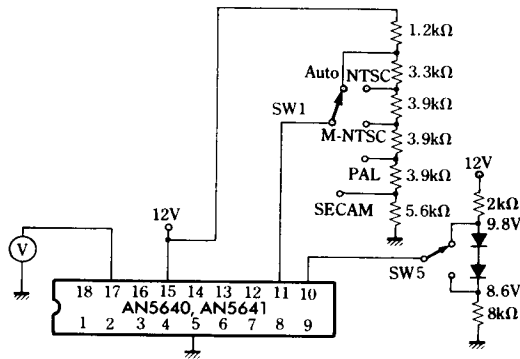 1.2kΩ
Auto NTSC
3.3kΩ
SW1
3.9kΩ
M-NTSC
3.9kΩ
PAL
3.9kΩ
12V
SECAM
5.6kΩ
2kΩ
9.8V
12V
V
SW5
8.6V
8kΩ
18 17 16 15 14 13 12 11 10
AN5640, AN5641
1 2 3 4 5 6 7 8 9